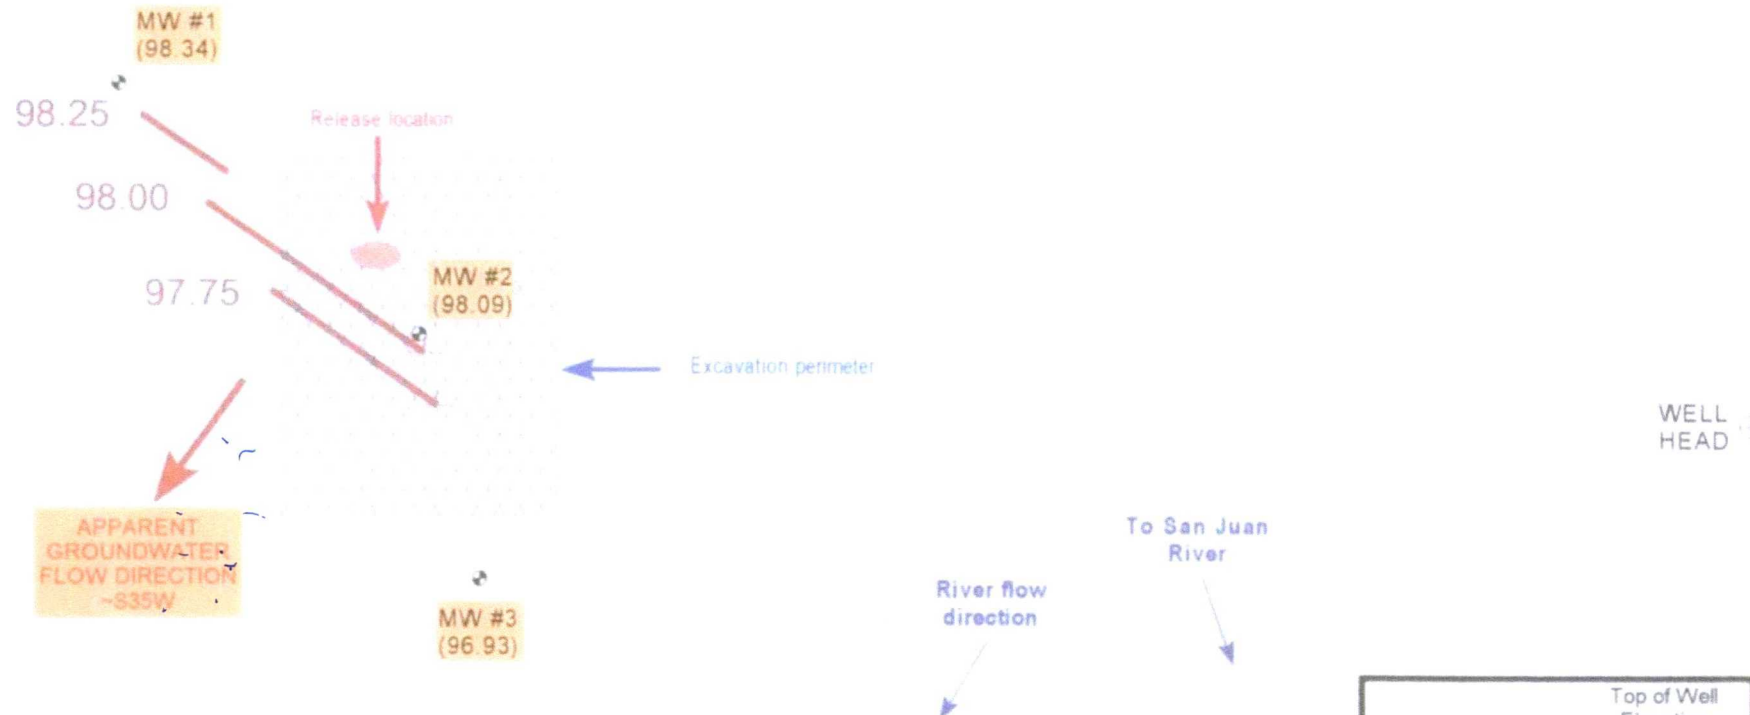 MW #1
(98.34)
98.25
Release location
98.00
MW #2
(98.09)
97.75
Excavation perimeter
WELL
HEAD
APPARENT
GROUNDWATER
FLOW DIRECTION
~S35W
To San Juan
River
River flow
direction
MW #3
(96.93)
Top of Well